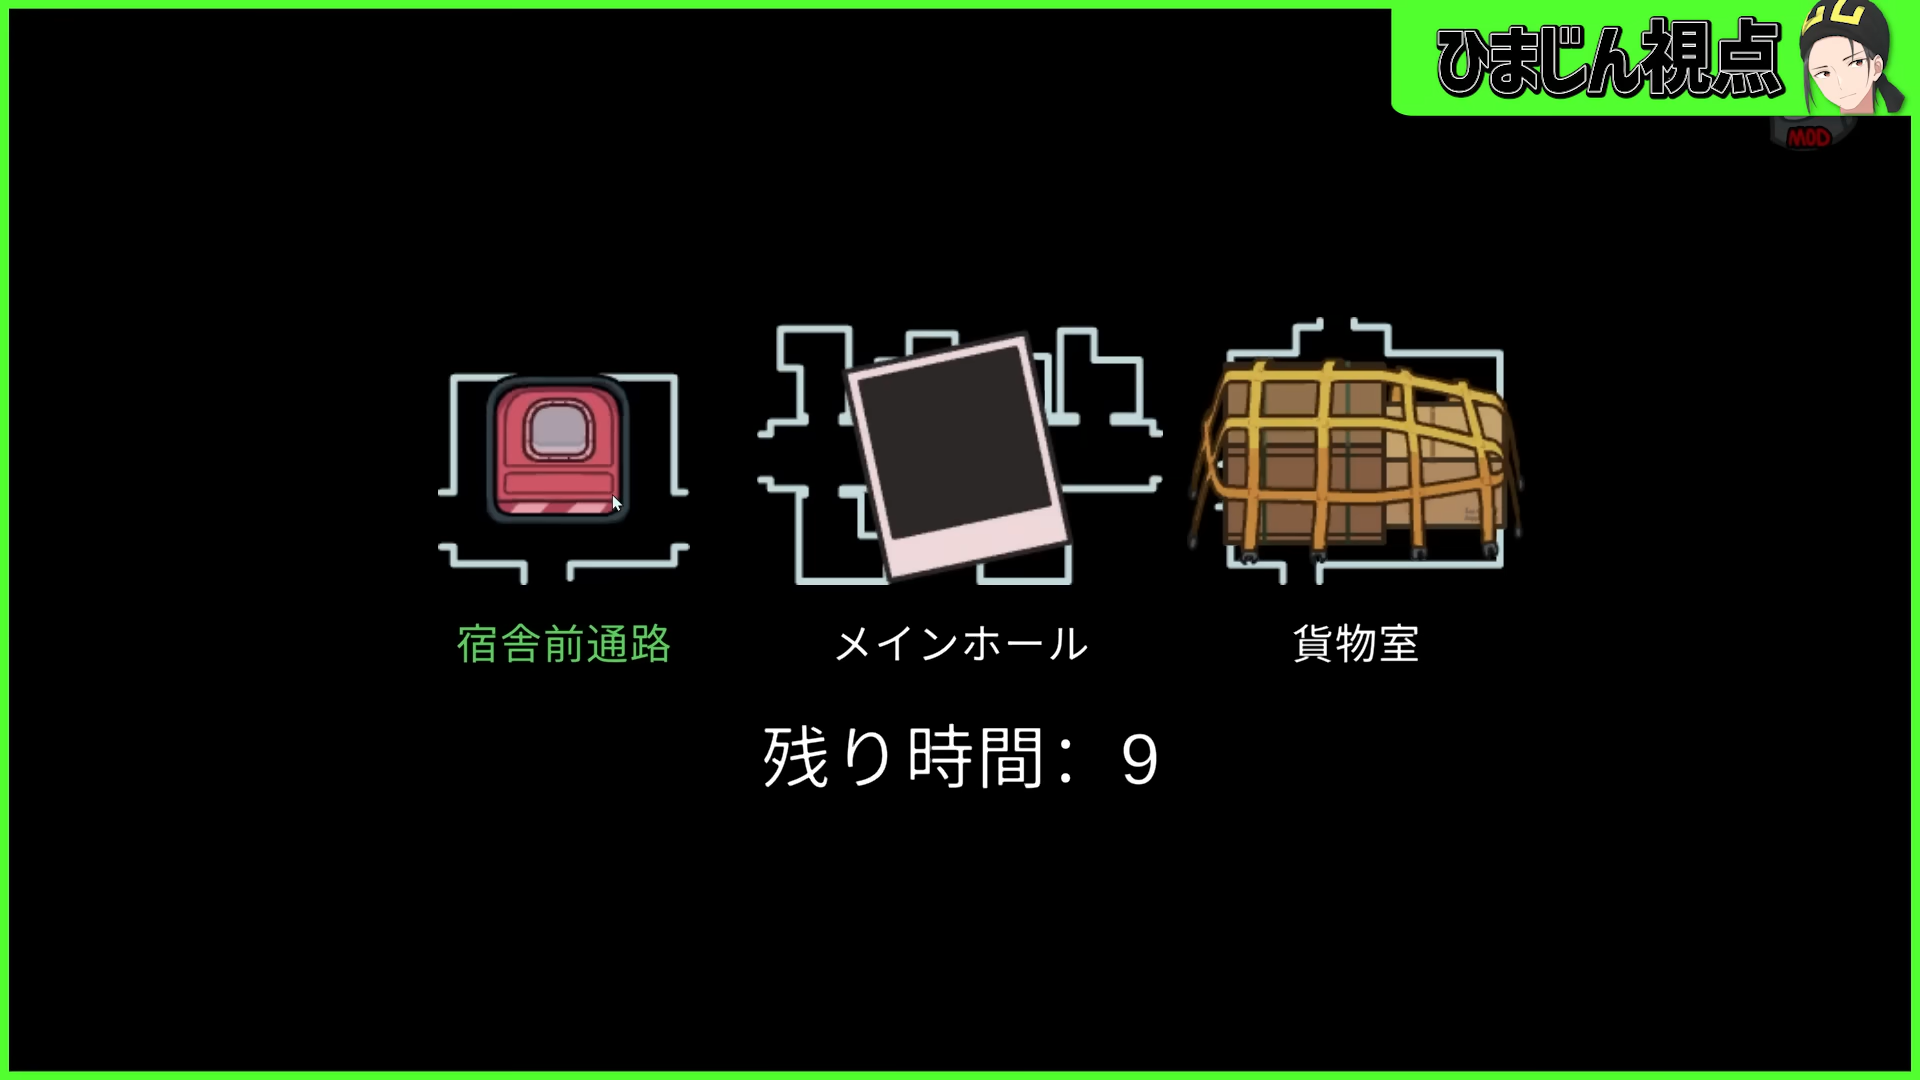 ひまじん視点
MOD
宿舎前通路
メインホール
貨物室
残り時間： 9